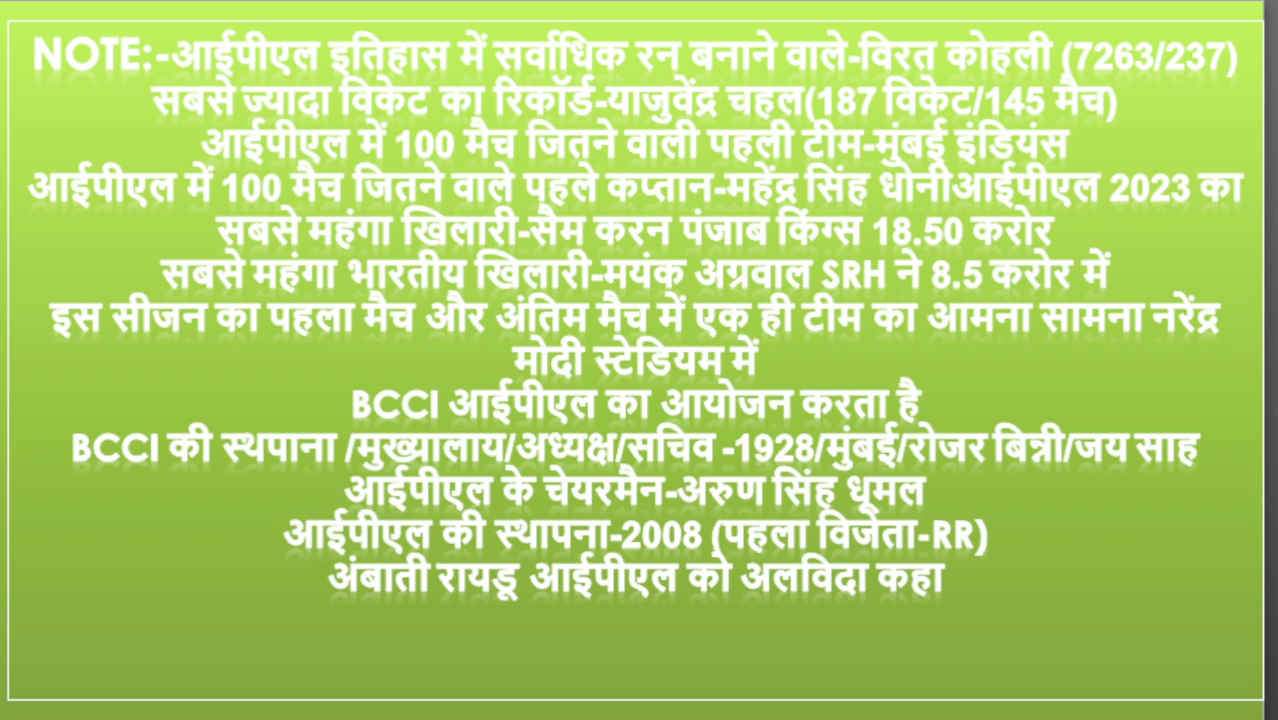 NOTE:-आईपीएल इतिहास में सर्वाधिक रन बनाने वाले-विरत कोहली (7263/237)
सबसे ज्यादा विकेट का रिकॉर्ड-याजुवेंद्र चहल(187 विकेट/145 मैच)
आईपीएल में 100 मैच जितने वाली पहली टीम-मुंबई इंडियंस
आईपीएल में 100 मैच जितने वाले पहले कप्तान-महेंद्र सिंह धोनीआईपीएल 2023 का
सबसे महंगा खिलारी-सैम करन पंजाब किंग्स 18.50 करोर
सबसे महंगा भारतीय खिलारी-मयंक अग्रवाल SRH ने 8.5 करोर में
इस सीजन का पहला मैच और अंतिम मैच में एक ही टीम का आमना सामना नरेंद्र
मोदी स्टेडियम में
BCCI आईपीएल का आयोजन करता है
BCCI की स्थपाना /मुख्यालाय/अध्यक्ष/सचिव -1928/मुंबई/रोजर बिन्नी/जय साह
आईपीएल के चेयरमैन-अरुण सिंह धूमल
आईपीएल की स्थापना-2008 (पहला विजेता-RR)
अंबाती रायडू आईपीएल को अलविदा कहा